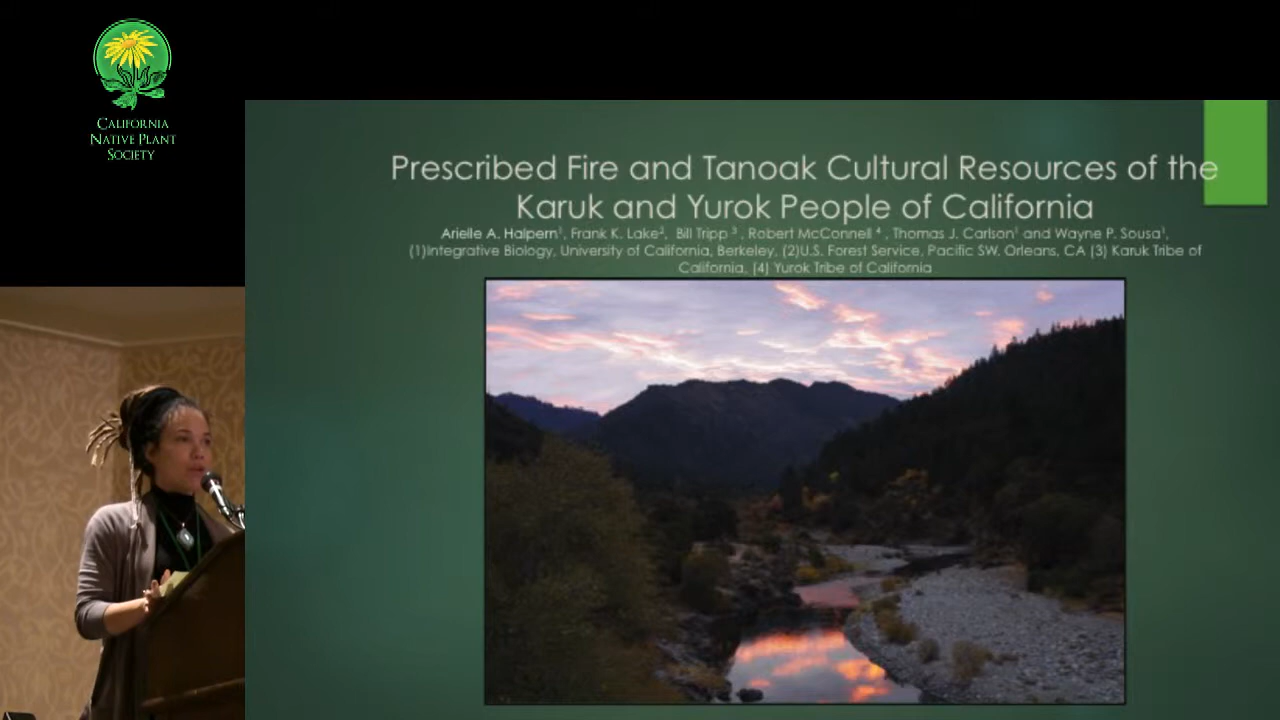 CALIFORNIA
NATIVE PLANT
SOCIETY
Prescribed Fire and Tanoak Cultural Resources of the
Karuk and Yurok People of California
Arielle A. Halpern¹, Frank K. Lake², Bill Tripp ³ , Robert McConnell ⁴ , Thomas J. Carlson¹ and Wayne P. Sousa¹,
(1)Integrative Biology, University of California, Berkeley, (2)U.S. Forest Service, Pacific SW, Orleans, CA (3) Karuk Tribe of
California, (4) Yurok Tribe of California